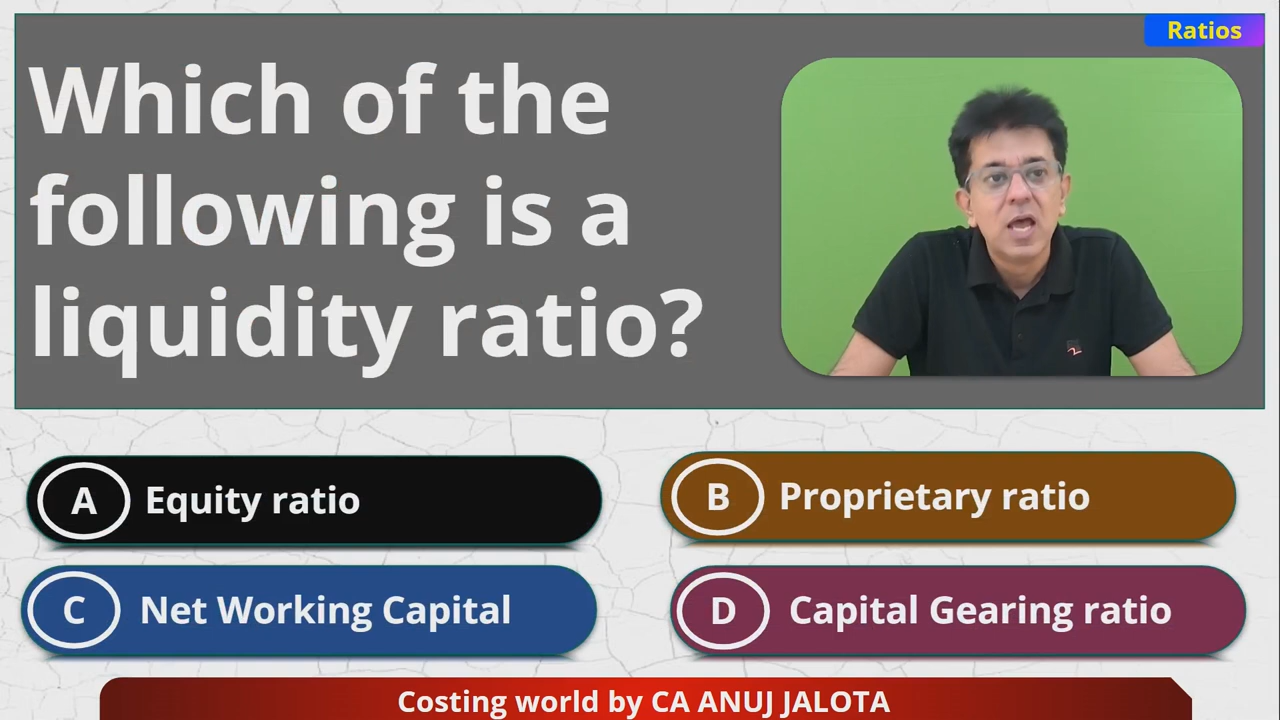 Ratios
Which of the
following is a
liquidity ratio?
A Equity ratio
B Proprietary ratio
C Net Working Capital
D Capital Gearing ratio
Costing world by CA ANUJ JALOTA